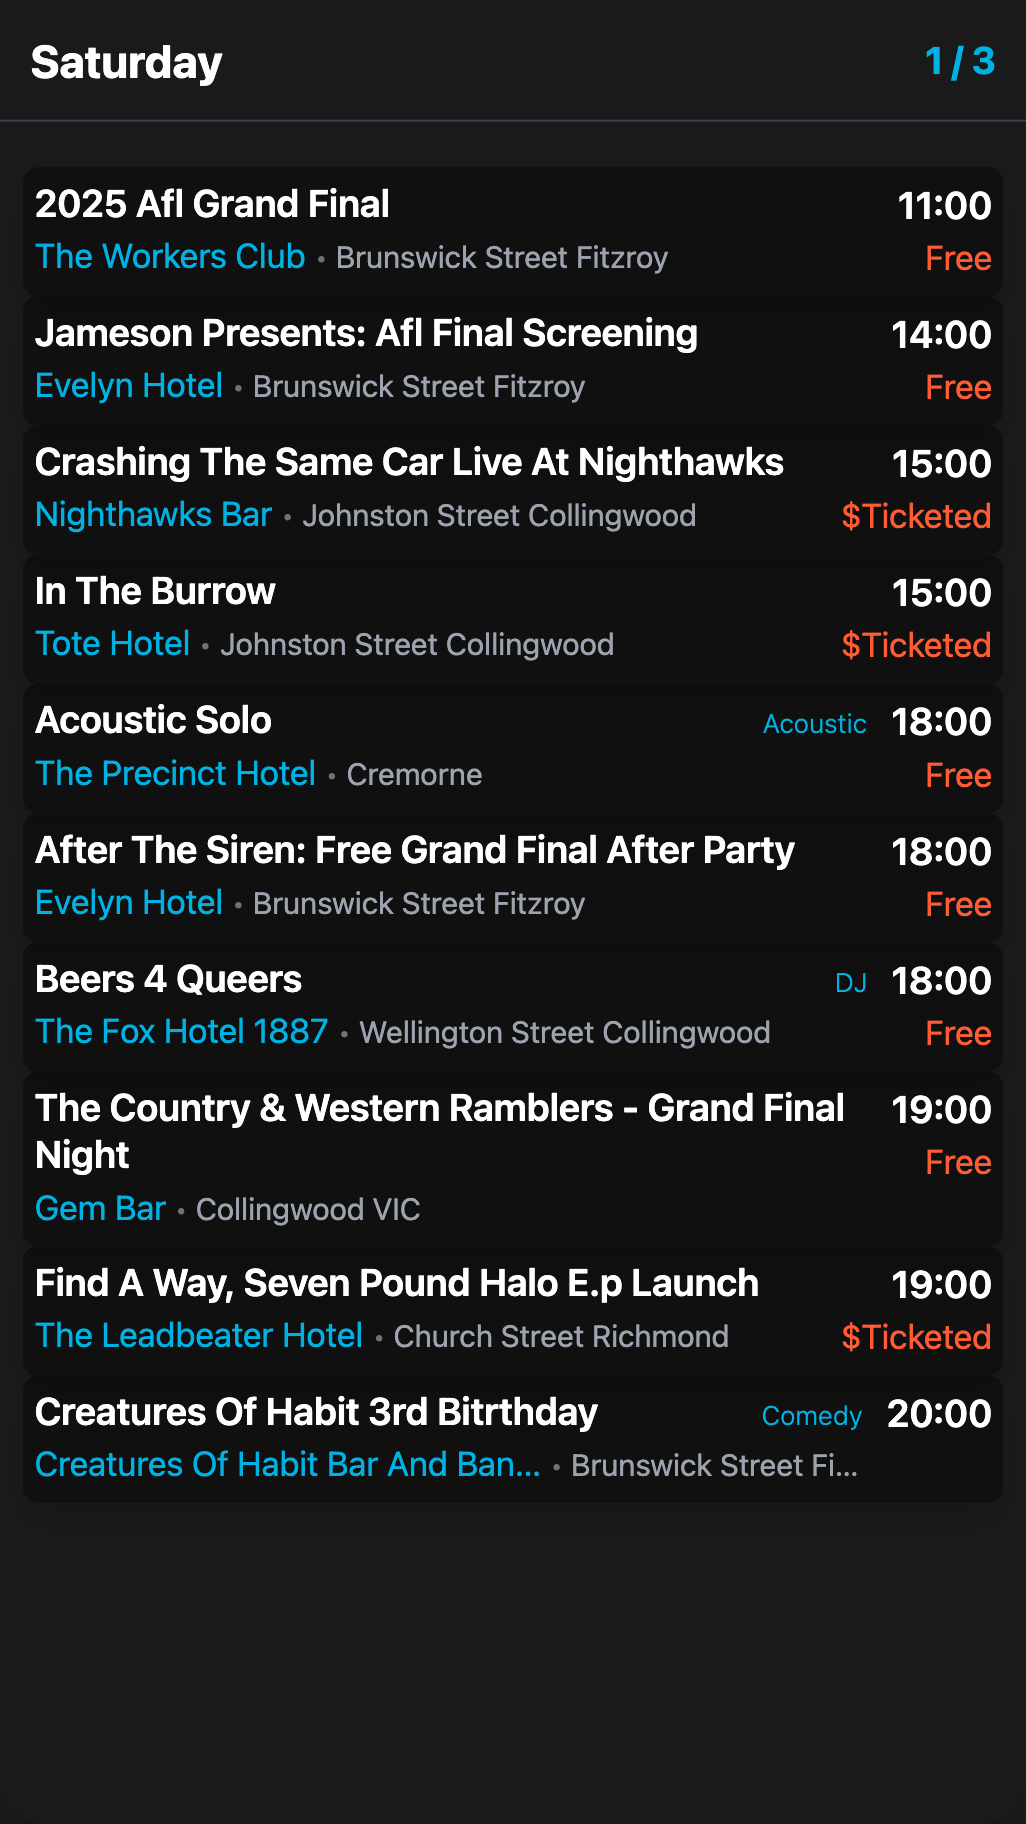 Saturday 1 / 3
2025 Afl Grand Final 11:00
The Workers Club • Brunswick Street Fitzroy Free
Jameson Presents: Afl Final Screening 14:00
Evelyn Hotel • Brunswick Street Fitzroy Free
Crashing The Same Car Live At Nighthawks 15:00
Nighthawks Bar • Johnston Street Collingwood $Ticketed
In The Burrow 15:00
Tote Hotel • Johnston Street Collingwood $Ticketed
Acoustic Solo Acoustic 18:00
The Precinct Hotel • Cremorne Free
After The Siren: Free Grand Final After Party 18:00
Evelyn Hotel • Brunswick Street Fitzroy Free
Beers 4 Queers DJ 18:00
The Fox Hotel 1887 • Wellington Street Collingwood Free
The Country & Western Ramblers - Grand Final 19:00
Night Free
Gem Bar • Collingwood VIC
Find A Way, Seven Pound Halo E.p Launch 19:00
The Leadbeater Hotel • Church Street Richmond $Ticketed
Creatures Of Habit 3rd Bitrthday Comedy 20:00
Creatures Of Habit Bar And Ban... • Brunswick Street Fi...